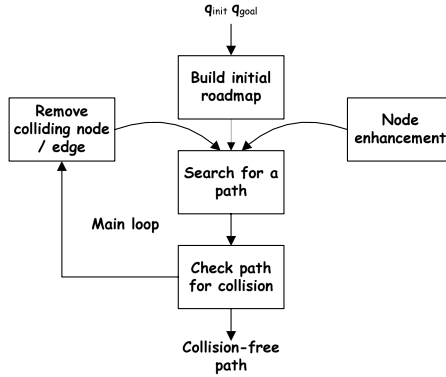 qinit qgoal
Build initial
roadmap
Remove
colliding node
/ edge
Node
enhancement
Search for a
path
Main loop
Check path
for collision
Collision-free
path